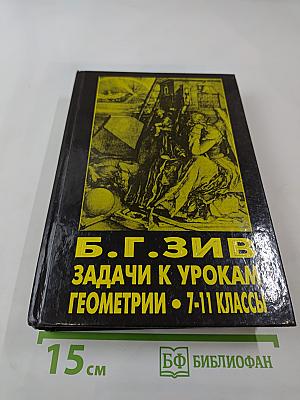 Б.Г.ЗИВ
ЗАДАЧИ К УРОКАМ
ГЕОМЕТРИИ • 7-11 КЛАССЫ
15 см
БФ БИБЛИОФАН